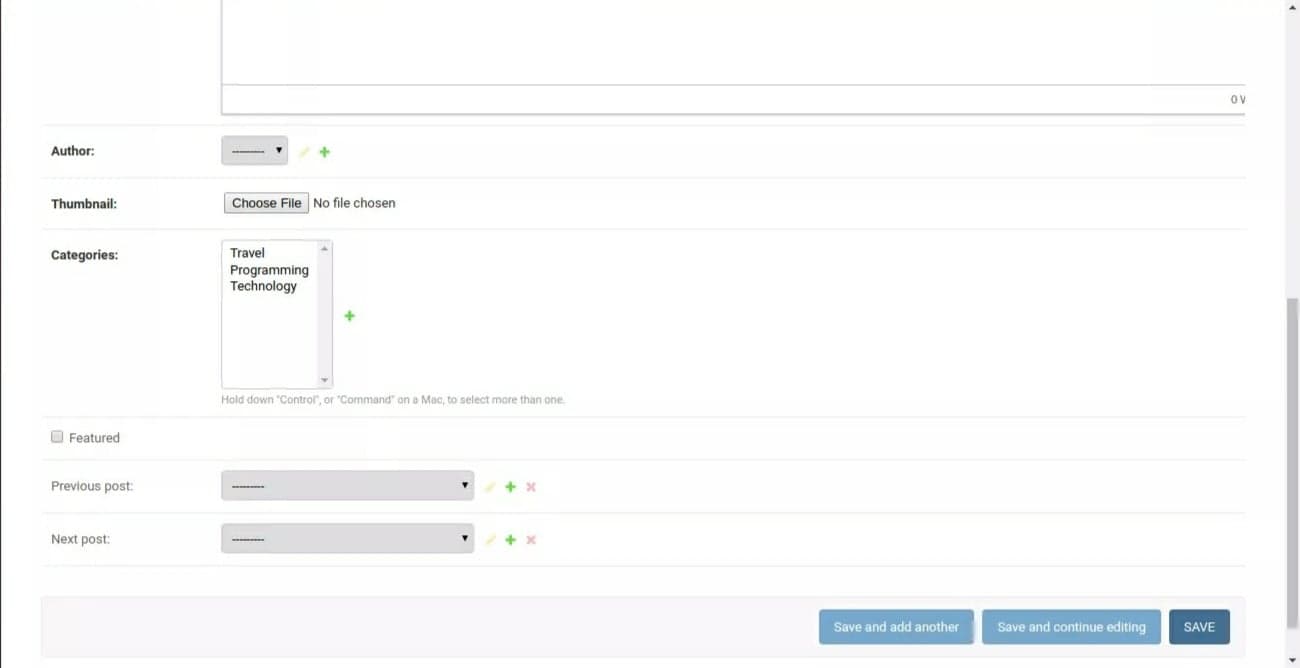 0 W
Author:
---------
Thumbnail:
Choose File No file chosen
Categories:
Travel
Programming
Technology
Hold down "Control", or "Command" on a Mac, to select more than one.
Featured
Previous post:
---------
Next post:
---------
Save and add another
Save and continue editing
SAVE